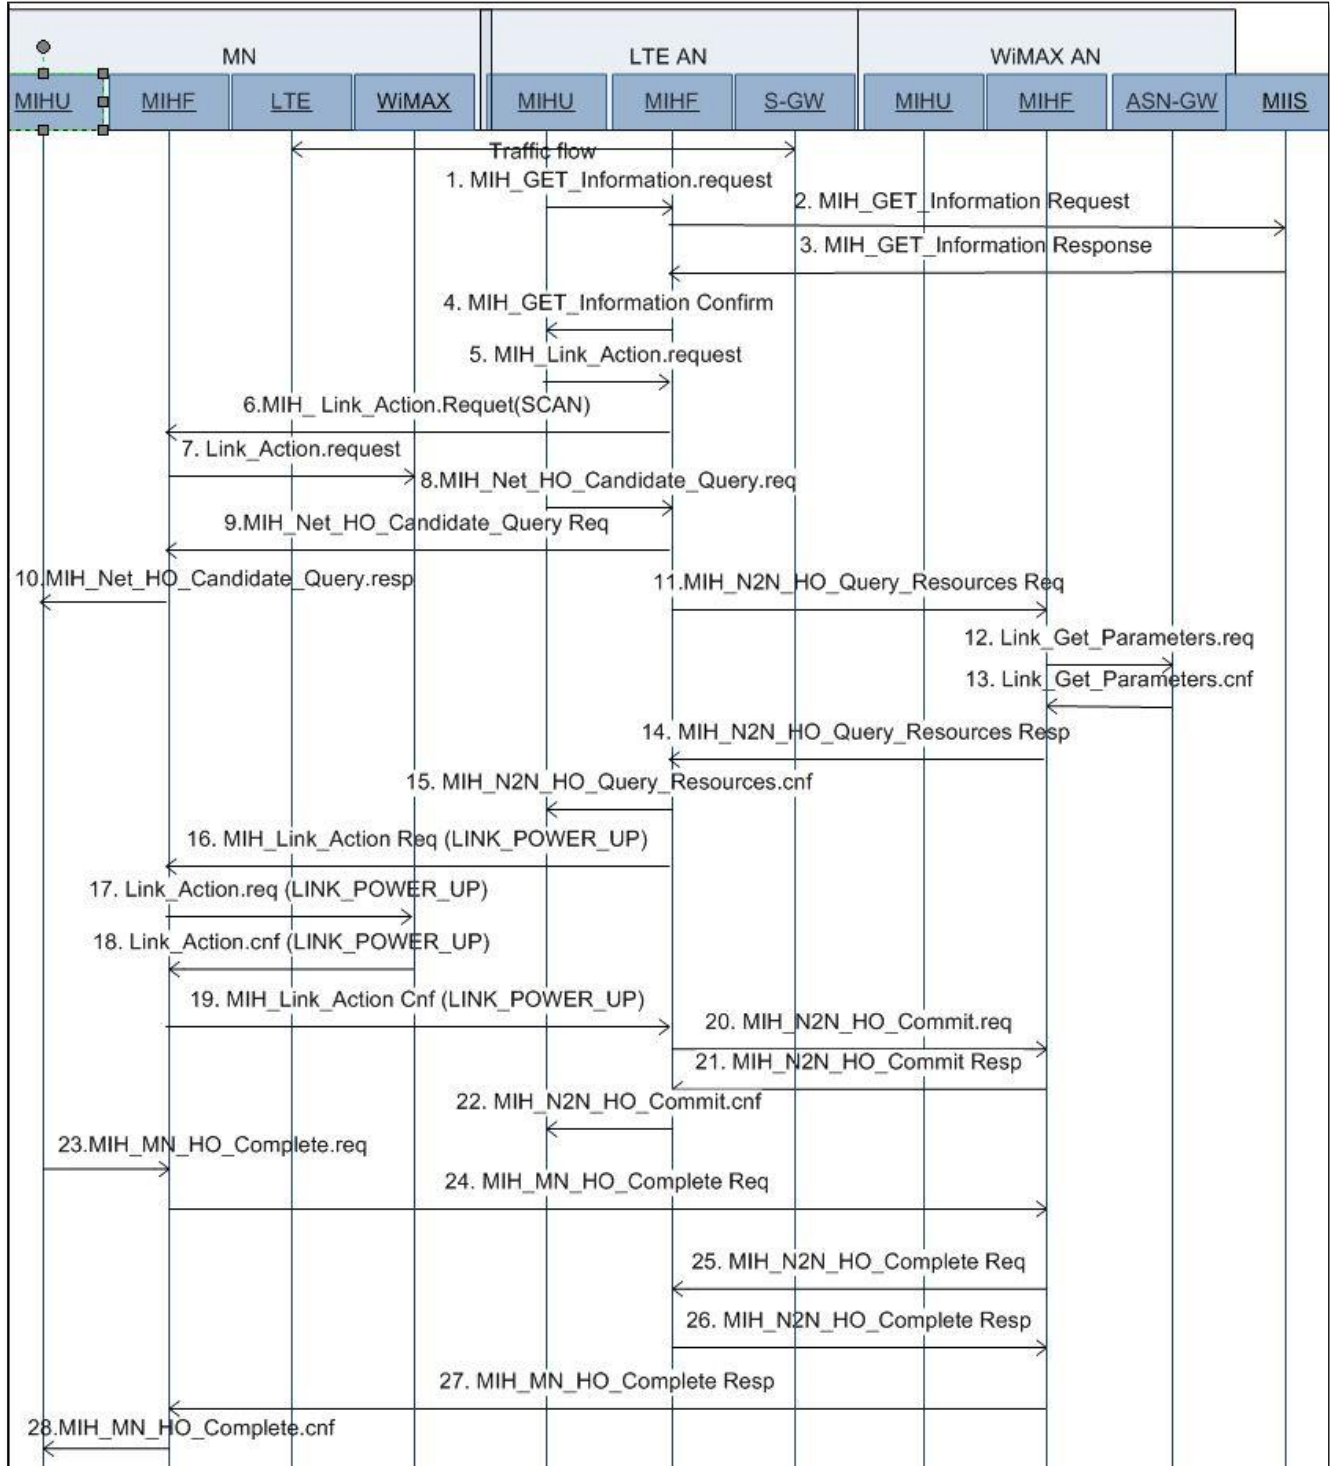 MN
LTE AN
WiMAX AN
MIHU
MIHF
LTE
WiMAX
MIHU
MIHF
S-GW
MIHU
MIHF
ASN-GW
MIIS
Traffic flow
1. MIH_GET_Information.request
2. MIH_GET_Information Request
3. MIH_GET_Information Response
4. MIH_GET_Information Confirm
5. MIH_Link_Action.request
6.MIH_ Link_Action.Requet(SCAN)
7. Link_Action.request
8.MIH_Net_HO_Candidate_Query.req
9.MIH_Net_HO_Candidate_Query Req
10.MIH_Net_HO_Candidate_Query.resp
11.MIH_N2N_HO_Query_Resources Req
12. Link_Get_Parameters.req
13. Link_Get_Parameters.cnf
14. MIH_N2N_HO_Query_Resources Resp
15. MIH_N2N_HO_Query_Resources.cnf
16. MIH_Link_Action Req (LINK_POWER_UP)
17. Link_Action.req (LINK_POWER_UP)
18. Link_Action.cnf (LINK_POWER_UP)
19. MIH_Link_Action Cnf (LINK_POWER_UP)
20. MIH_N2N_HO_Commit.req
21. MIH_N2N_HO_Commit Resp
22. MIH_N2N_HO_Commit.cnf
23.MIH_MN_HO_Complete.req
24. MIH_MN_HO_Complete Req
25. MIH_N2N_HO_Complete Req
26. MIH_N2N_HO_Complete Resp
27. MIH_MN_HO_Complete Resp
28.MIH_MN_HO_Complete.cnf